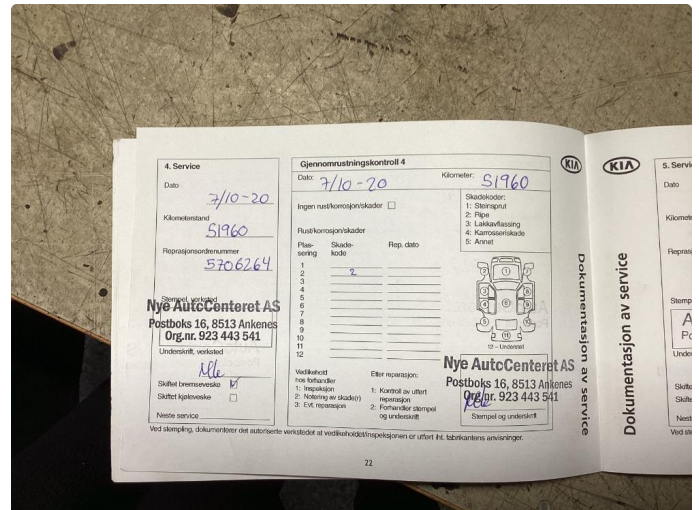 4. Service
Dato
7/10-20
Kilometerstand
51960
Reprasjonsordrenummer
5706264
Stempel, verksted
Nye AutoCenteret AS
Postboks 16, 8513 Ankenes
Org.nr. 923 443 541
Underskrift, verksted
Skiftet bremseveske
Skiftet kjøleveske
Neste service
Gjennomrustningskontroll 4
Dato: 7/10-20 Kilometer: 51960
Ingen rust/korrosjon/skader
Rust/korrosjon/skader
Skadekoder:
1: Steinsprut
2: Ripe
3: Lakkavflassing
4: Karrosseriskade
5: Annet
Plas- Skade- Rep. dato
sering kode
1
2 2
3
4
5
6
7
8
9
10
11
12
12 – Understell
Vedlikehold
hos forhandler
1: Inspeksjon
2: Notering av skade(r)
3: Evt. reparasjon
Etter reparasjon:
1: Kontroll av utført
reparasjon
2: Forhandler stempel
og underskrift
Nye AutoCenteret AS
Postboks 16, 8513 Ankenes
Org.nr. 923 443 541
Stempel og underskrift
Ved stempling, dokumenterer det autoriserte verkstedet at vedlikeholdet/inspeksjonen er utført iht. fabrikantens anvisninger.
22
KIA
Dokumentasjon av service
KIA
Dokumentasjon av service
5. Servi
Dato
Kilome
Repras
Stemp
A
Po
Under
Skifte
Skift
Nest
Ved ste